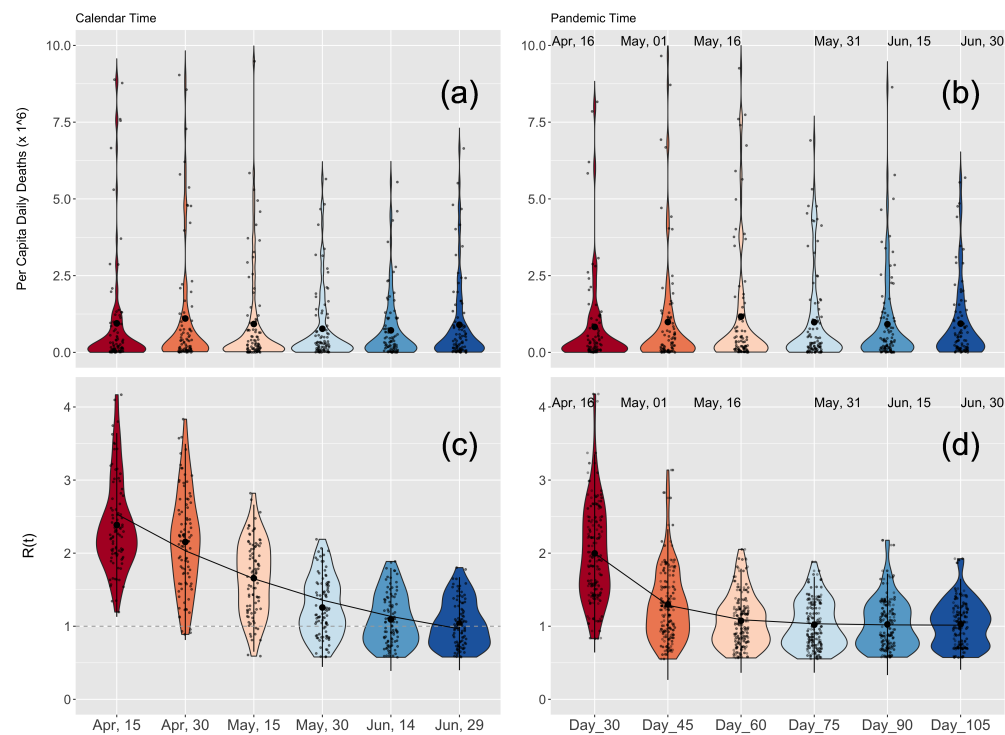 Calendar Time
Pandemic Time
Per Capita Daily Deaths (x 1^6)
10.0
7.5
5.0
2.5
0.0
(a)
10.0
7.5
5.0
2.5
0.0
Apr, 16 May, 01 May, 16 May, 31 Jun, 15 Jun, 30
(b)
R(t)
4
3
2
1
0
(c)
Apr, 15 Apr, 30 May, 15 May, 30 Jun, 14 Jun, 29
4
3
2
1
0
Apr, 16 May, 01 May, 16 May, 31 Jun, 15 Jun, 30
(d)
Day_30 Day_45 Day_60 Day_75 Day_90 Day_105